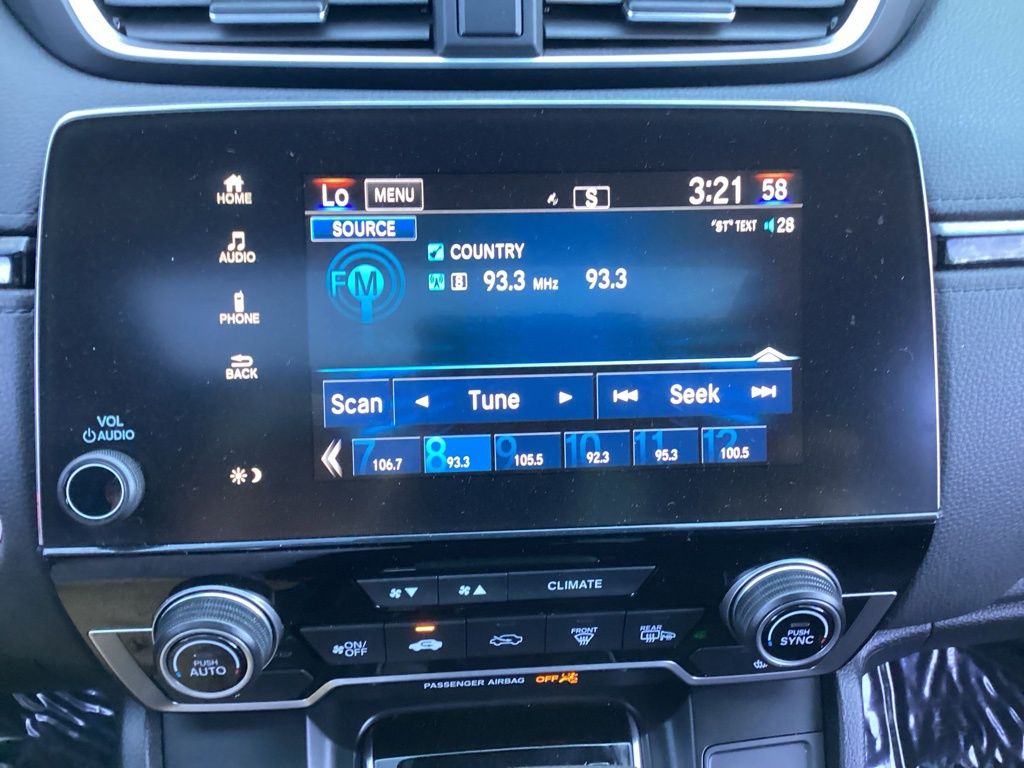 Lo MENU S 3:21 58
HOME
SOURCE "ST" TEXT 28
AUDIO COUNTRY
FM 8 93.3 MHz 93.3
PHONE
BACK
Scan Tune Seek
VOL
AUDIO
7 106.7 8 93.3 9 105.5 10 92.3 11 95.3 12 100.5
CLIMATE
ON/
OFF
FRONT
REAR
PUSH
AUTO
PUSH
SYNC
PASSENGER AIRBAG OFF